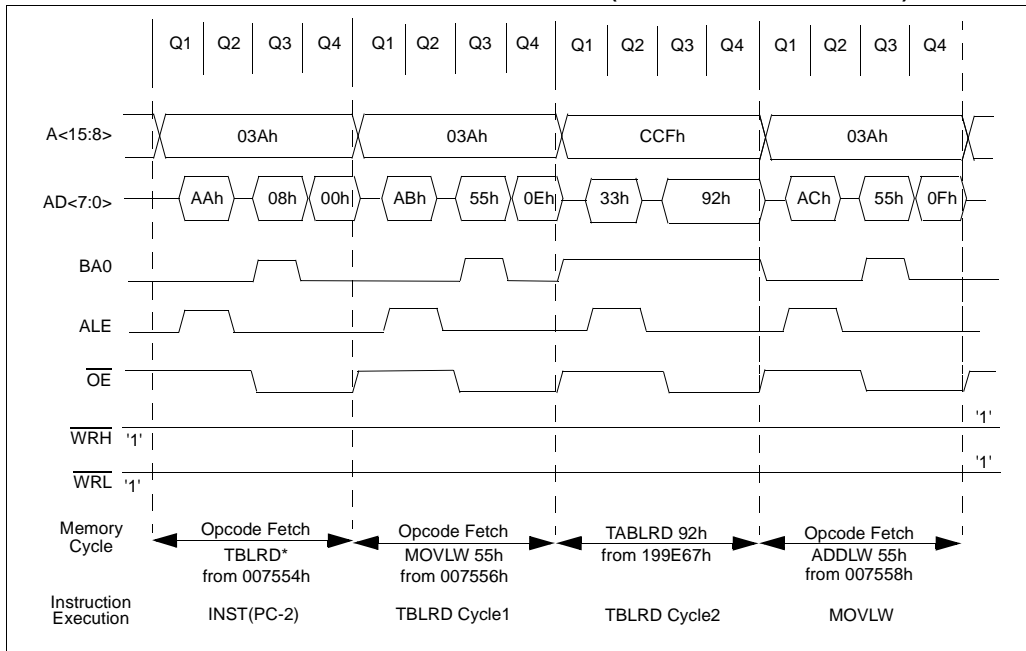 Q1 Q2 Q3 Q4 Q1 Q2 Q3 Q4 Q1 Q2 Q3 Q4 Q1 Q2 Q3 Q4
A<15:8> 03Ah 03Ah CCFh 03Ah
AD<7:0> AAh 08h 00h ABh 55h 0Eh 33h 92h ACh 55h 0Fh
BA0
ALE
OE
'1'
WRH '1'
'1'
WRL '1'
Memory Cycle
Opcode Fetch
TBLRD*
from 007554h
Opcode Fetch
MOVLW 55h
from 007556h
TABLRD 92h
from 199E67h
Opcode Fetch
ADDLW 55h
from 007558h
Instruction Execution
INST(PC-2) TBLRD Cycle1 TBLRD Cycle2 MOVLW